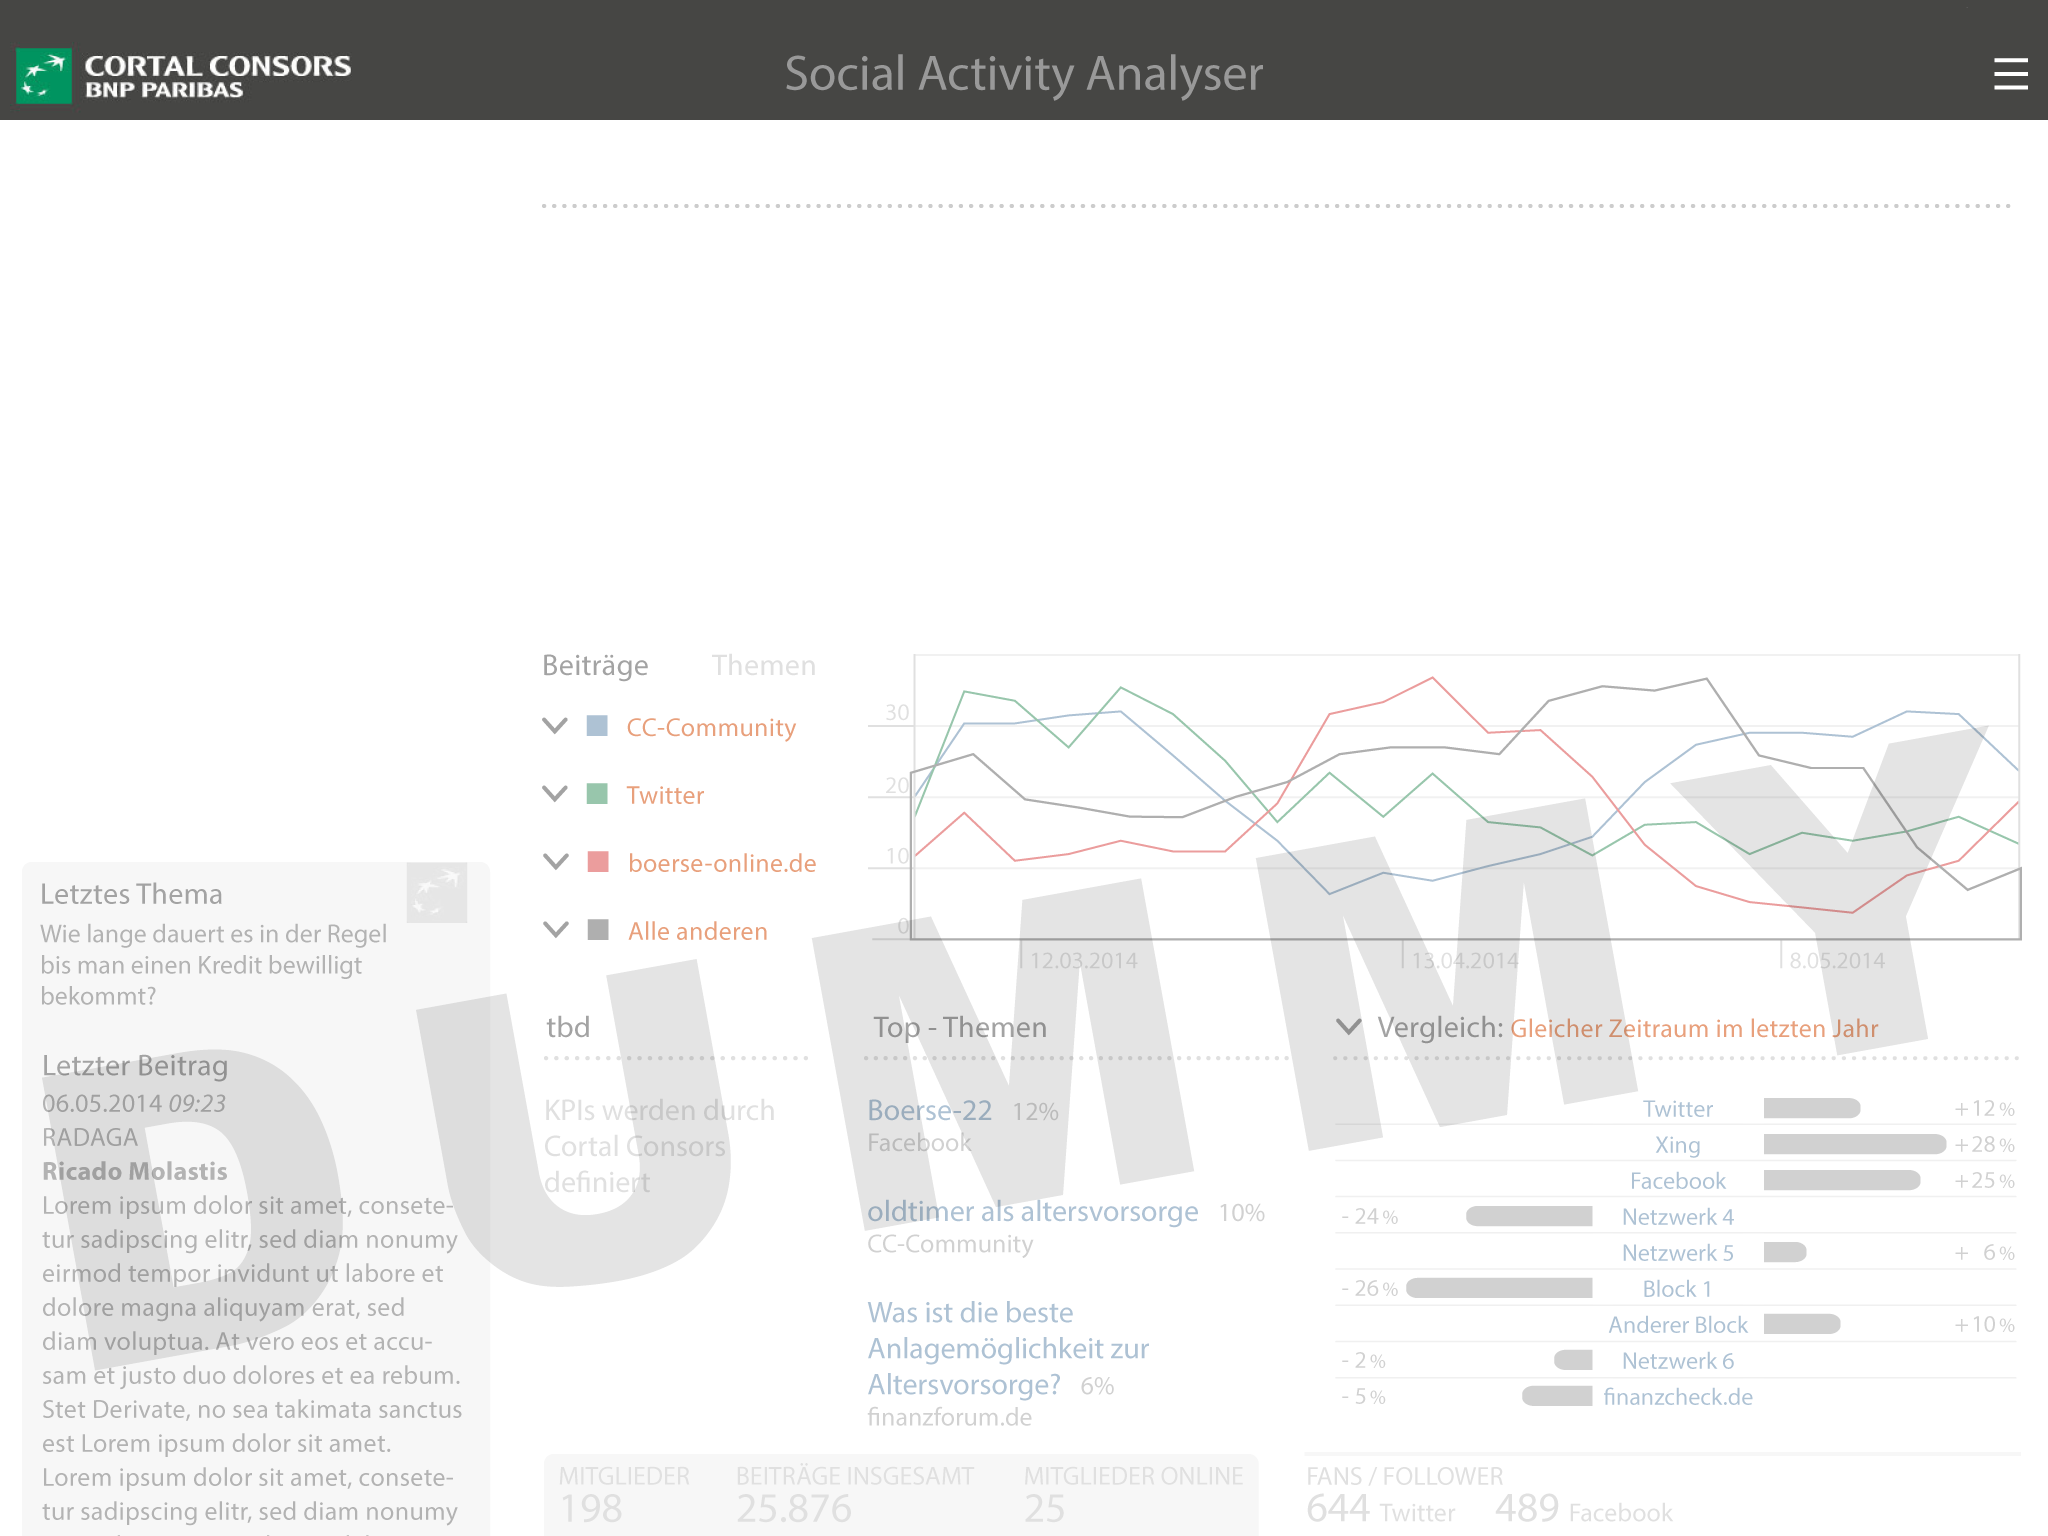 CORTAL CONSORS
BNP PARIBAS
Social Activity Analyser
Beiträge Themen
CC-Community
Twitter
boerse-online.de
Alle anderen
30
20
10
0
12.03.2014 13.04.2014 8.05.2014
Letztes Thema
Wie lange dauert es in der Regel
bis man einen Kredit bewilligt
bekommt?
Letzter Beitrag
06.05.2014 09:23
RADAGA
Ricado Molastis
Lorem ipsum dolor sit amet, consete-
tur sadipscing elitr, sed diam nonumy
eirmod tempor invidunt ut labore et
dolore magna aliquyam erat, sed
diam voluptua. At vero eos et accu-
sam et justo duo dolores et ea rebum.
Stet Derivate, no sea takimata sanctus
est Lorem ipsum dolor sit amet.
Lorem ipsum dolor sit amet, consete-
tur sadipscing elitr, sed diam nonumy
tbd
KPIs werden durch
Cortal Consors
definiert
Top - Themen
Boerse-22 12%
Facebook
oldtimer als altersvorsorge 10%
CC-Community
Was ist die beste
Anlagemöglichkeit zur
Altersvorsorge? 6%
finanzforum.de
Vergleich: Gleicher Zeitraum im letzten Jahr
Twitter +12 %
Xing +28 %
Facebook +25 %
- 24 % Netzwerk 4
Netzwerk 5 + 6 %
- 26 % Block 1
Anderer Block +10 %
- 2 % Netzwerk 6
- 5 % finanzcheck.de
MITGLIEDER BEITRÄGE INSGESAMT MITGLIEDER ONLINE
198 25.876 25
FANS / FOLLOWER
644 Twitter 489 Facebook
DUMMY